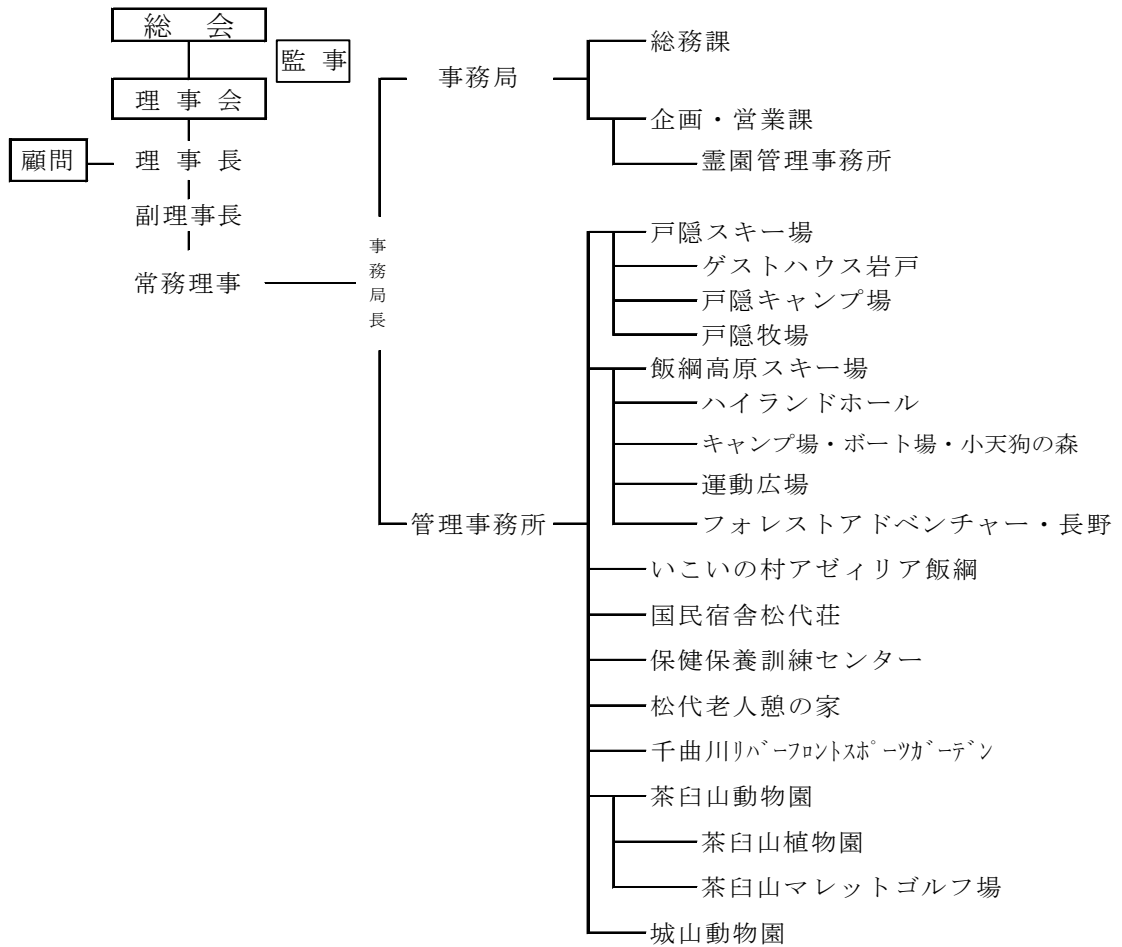 総 会
監 事
理 事 会
顧問
理 事 長
副理事長
常務理事
事務局長
事務局
総務課
企画・営業課
霊園管理事務所
管理事務所
戸隠スキー場
ゲストハウス岩戸
戸隠キャンプ場
戸隠牧場
飯綱高原スキー場
ハイランドホール
キャンプ場・ボート場・小天狗の森
運動広場
フォレストアドベンチャー・長野
いこいの村アゼィリア飯綱
国民宿舎松代荘
保健保養訓練センター
松代老人憩の家
千曲川ﾘﾊﾞｰﾌﾛﾝﾄｽﾎﾟｰﾂｶﾞｰﾃﾞﾝ
茶臼山動物園
茶臼山植物園
茶臼山マレットゴルフ場
城山動物園